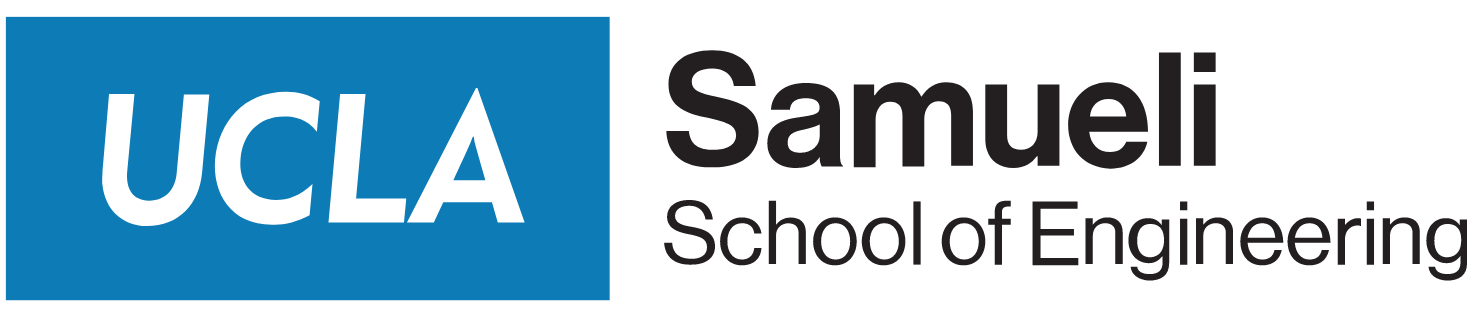 UCLA
Samueli
School of Engineering